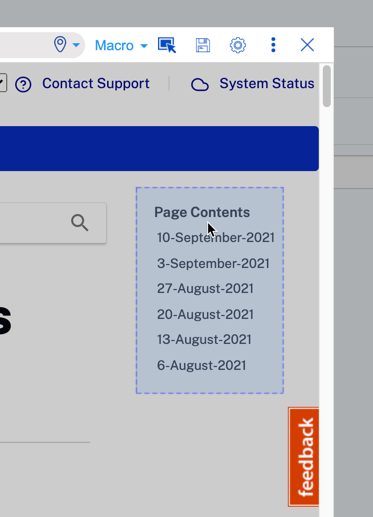 Macro
Contact Support
System Status
Page Contents
10-September-2021
3-September-2021
27-August-2021
20-August-2021
13-August-2021
6-August-2021
s
feedback